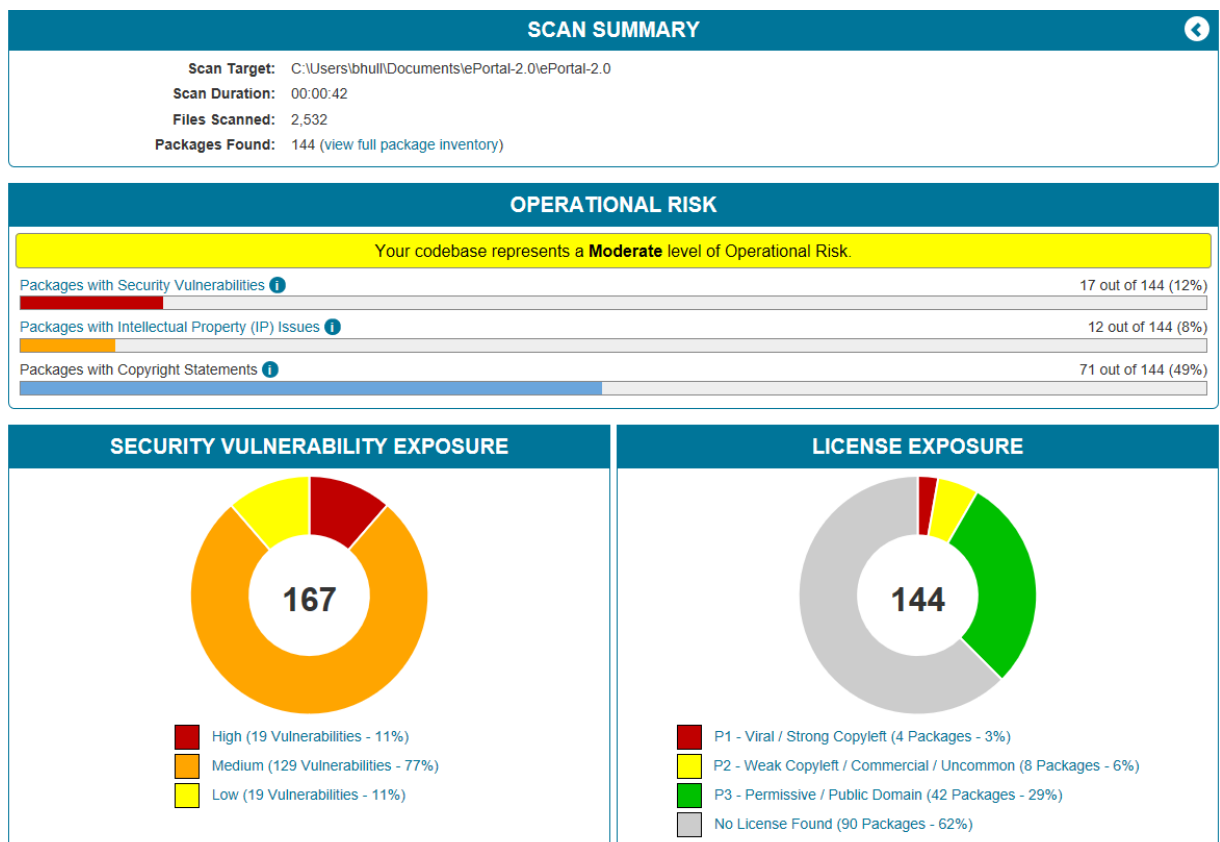 SCAN SUMMARY
Scan Target: C:\Users\bhull\Documents\ePortal-2.0\ePortal-2.0
Scan Duration: 00:00:42
Files Scanned: 2,532
Packages Found: 144 (view full package inventory)
OPERATIONAL RISK
Your codebase represents a Moderate level of Operational Risk.
Packages with Security Vulnerabilities i 17 out of 144 (12%)
Packages with Intellectual Property (IP) Issues i 12 out of 144 (8%)
Packages with Copyright Statements i 71 out of 144 (49%)
SECURITY VULNERABILITY EXPOSURE
167
High (19 Vulnerabilities - 11%)
Medium (129 Vulnerabilities - 77%)
Low (19 Vulnerabilities - 11%)
LICENSE EXPOSURE
144
P1 - Viral / Strong Copyleft (4 Packages - 3%)
P2 - Weak Copyleft / Commercial / Uncommon (8 Packages - 6%)
P3 - Permissive / Public Domain (42 Packages - 29%)
No License Found (90 Packages - 62%)